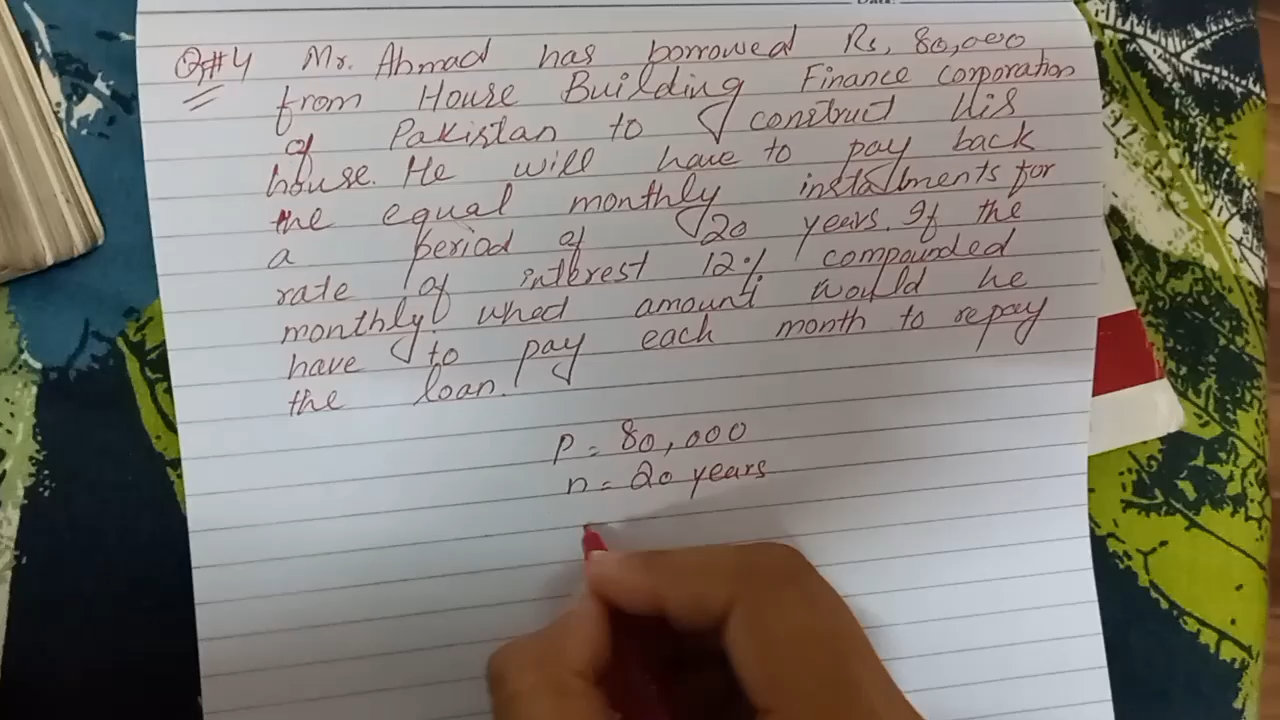 Q#4 Mr. Ahmad has borrowed Rs, 80,000
from House Building Finance Corporation
of Pakistan to construct His
house. He will have to pay back
the equal monthly installments for
a period of 20 years. If the
rate of interest 12% compounded
monthly! whed amount would he
have to pay each month to repay
the loan.
P = 80,000
n = 20 years